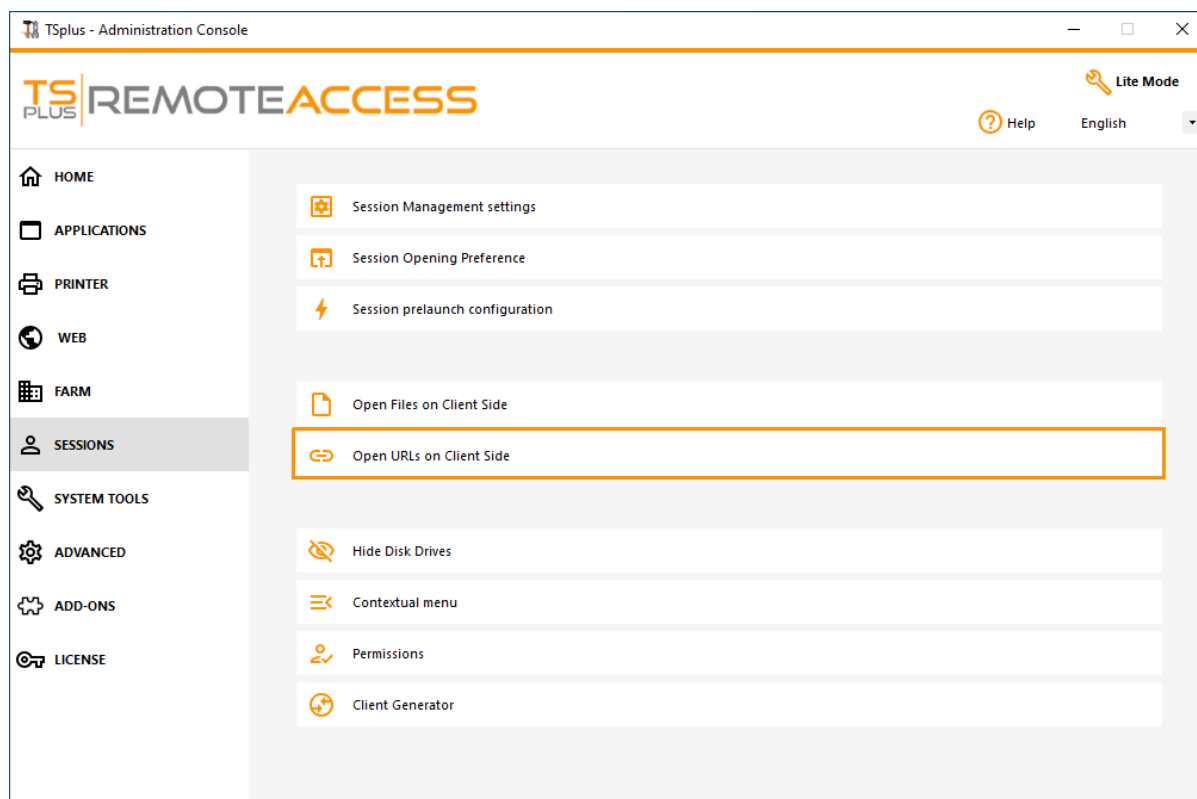 TSplus - Administration Console
TS PLUS REMOTEACCESS
Lite Mode
Help
English
HOME
APPLICATIONS
PRINTER
WEB
FARM
SESSIONS
SYSTEM TOOLS
ADVANCED
ADD-ONS
LICENSE
Session Management settings
Session Opening Preference
Session prelaunch configuration
Open Files on Client Side
Open URLs on Client Side
Hide Disk Drives
Contextual menu
Permissions
Client Generator